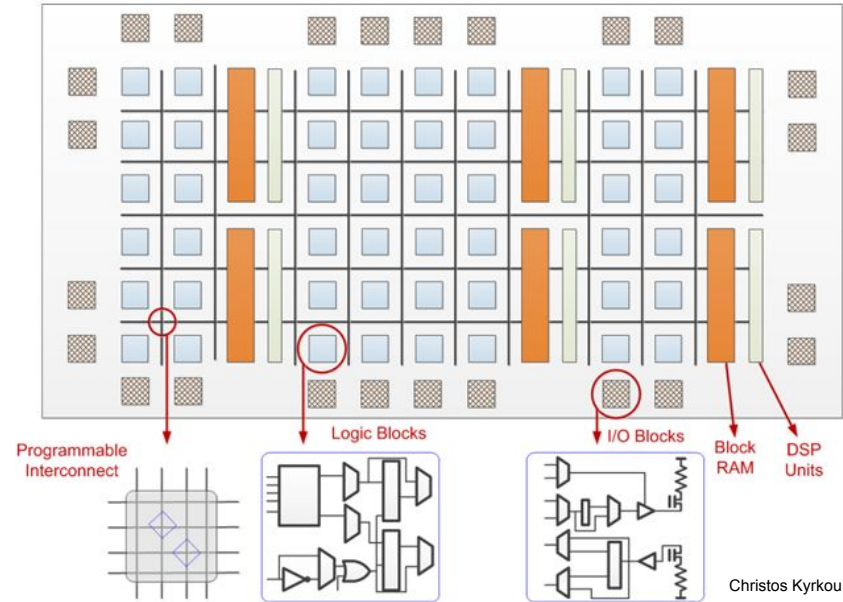 Programmable
Interconnect
Logic Blocks
I/O Blocks
Block
RAM
DSP
Units
Christos Kyrkou